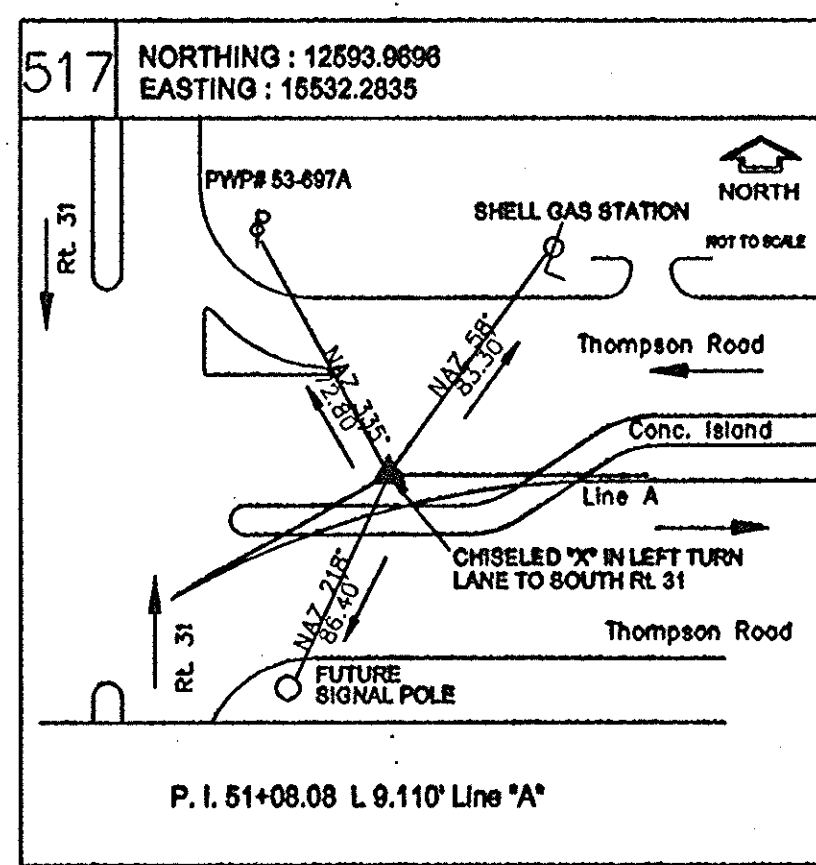 517
NORTHING : 12593.9696
EASTING : 15532.2835
Rt. 31
PWP# 53-697A
SHELL GAS STATION
NORTH
NOT TO SCALE
NAZ 335°
72.80
NAZ 58°
83.30
Thompson Road
Conc. Island
Line A
CHISELED "X" IN LEFT TURN
LANE TO SOUTH Rt. 31
NAZ 218°
86.40
Rt. 31
Thompson Road
FUTURE
SIGNAL POLE
P. I. 51+08.08 L 9.110' Line "A"